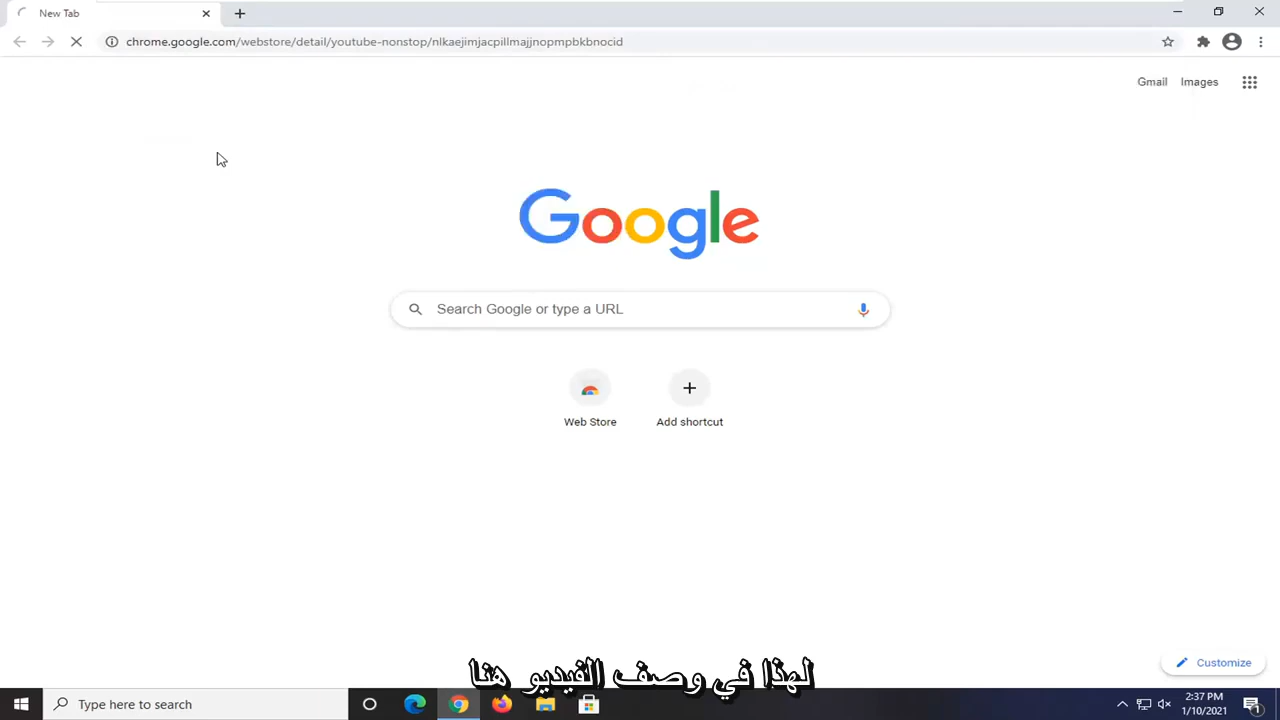 New Tab
chrome.google.com/webstore/detail/youtube-nonstop/nlkaejimjacpillmajjnopmpbkbnocid
Gmail Images
Google
Search Google or type a URL
Web Store Add shortcut
Customize
لهذا في وصف الفيديو هنا
Type here to search
2:37 PM
1/10/2021
1